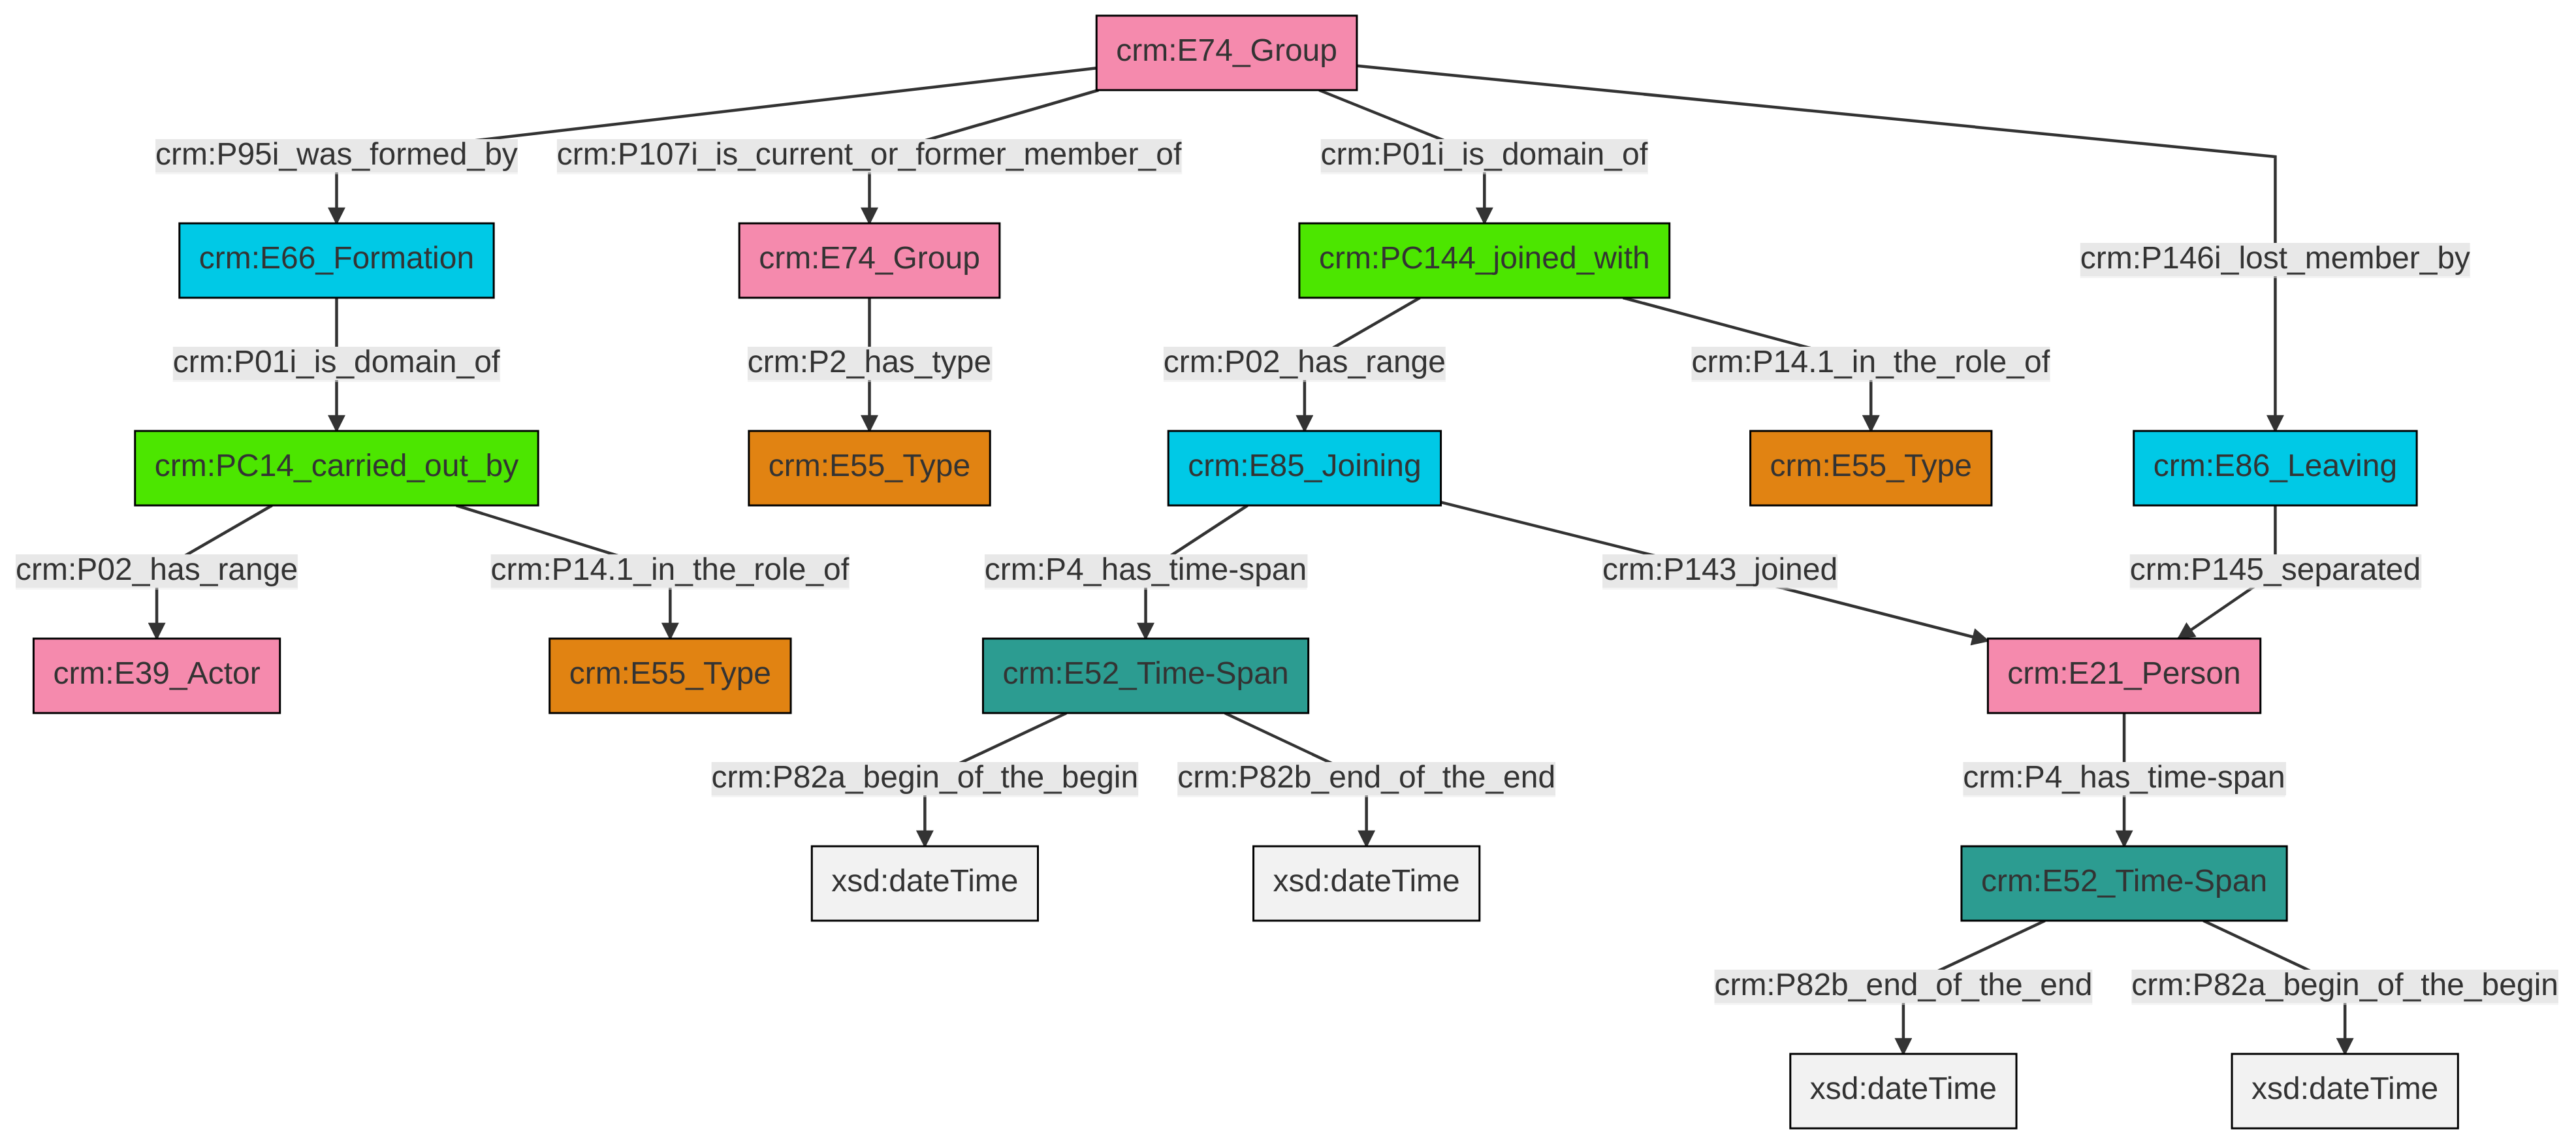 crm:E74_Group
crm:P95i_was_formed_by
crm:P107i_is_current_or_former_member_of
crm:P01i_is_domain_of
crm:E66_Formation
crm:E74_Group
crm:PC144_joined_with
crm:P146i_lost_member_by
crm:P01i_is_domain_of
crm:P2_has_type
crm:P02_has_range
crm:P14.1_in_the_role_of
crm:PC14_carried_out_by
crm:E55_Type
crm:E85_Joining
crm:E55_Type
crm:E86_Leaving
crm:P02_has_range
crm:P14.1_in_the_role_of
crm:P4_has_time-span
crm:P143_joined
crm:P145_separated
crm:E39_Actor
crm:E55_Type
crm:E52_Time-Span
crm:E21_Person
crm:P82a_begin_of_the_begin
crm:P82b_end_of_the_end
crm:P4_has_time-span
xsd:dateTime
xsd:dateTime
crm:E52_Time-Span
crm:P82b_end_of_the_end
crm:P82a_begin_of_the_begin
xsd:dateTime
xsd:dateTime